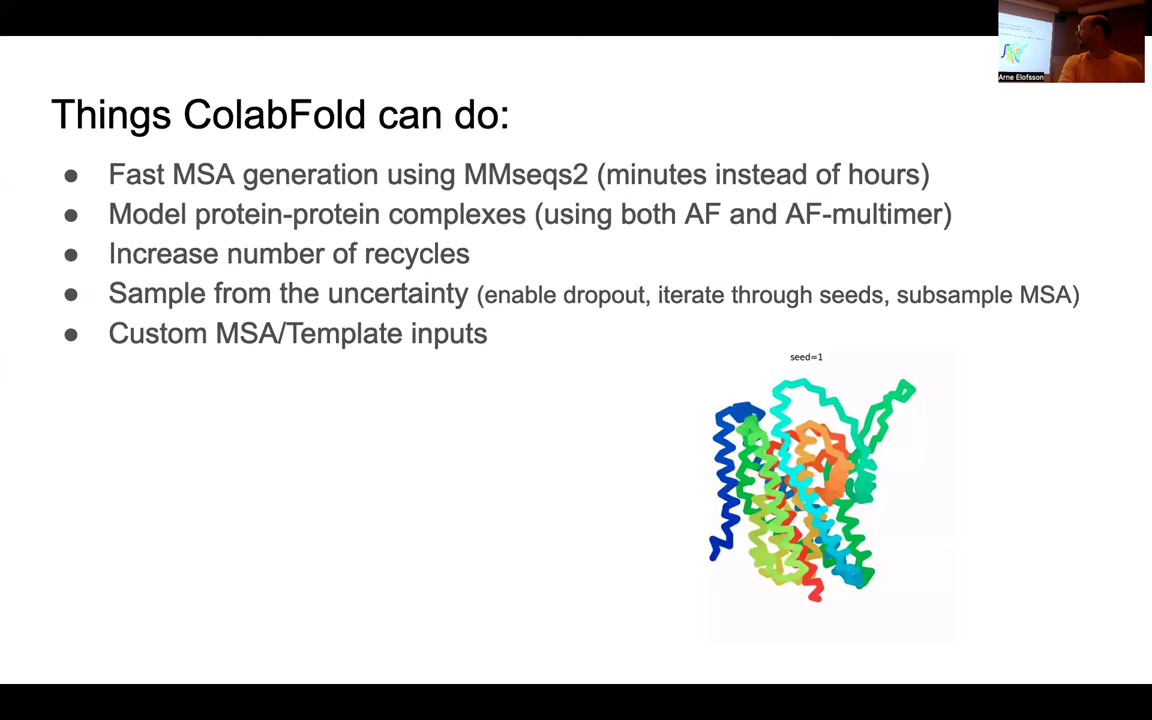 Things ColabFold can do:
● Fast MSA generation using MMseqs2 (minutes instead of hours)
● Model protein-protein complexes (using both AF and AF-multimer)
● Increase number of recycles
● Sample from the uncertainty (enable dropout, iterate through seeds, subsample MSA)
● Custom MSA/Template inputs
seed=1
Arne Elofsson